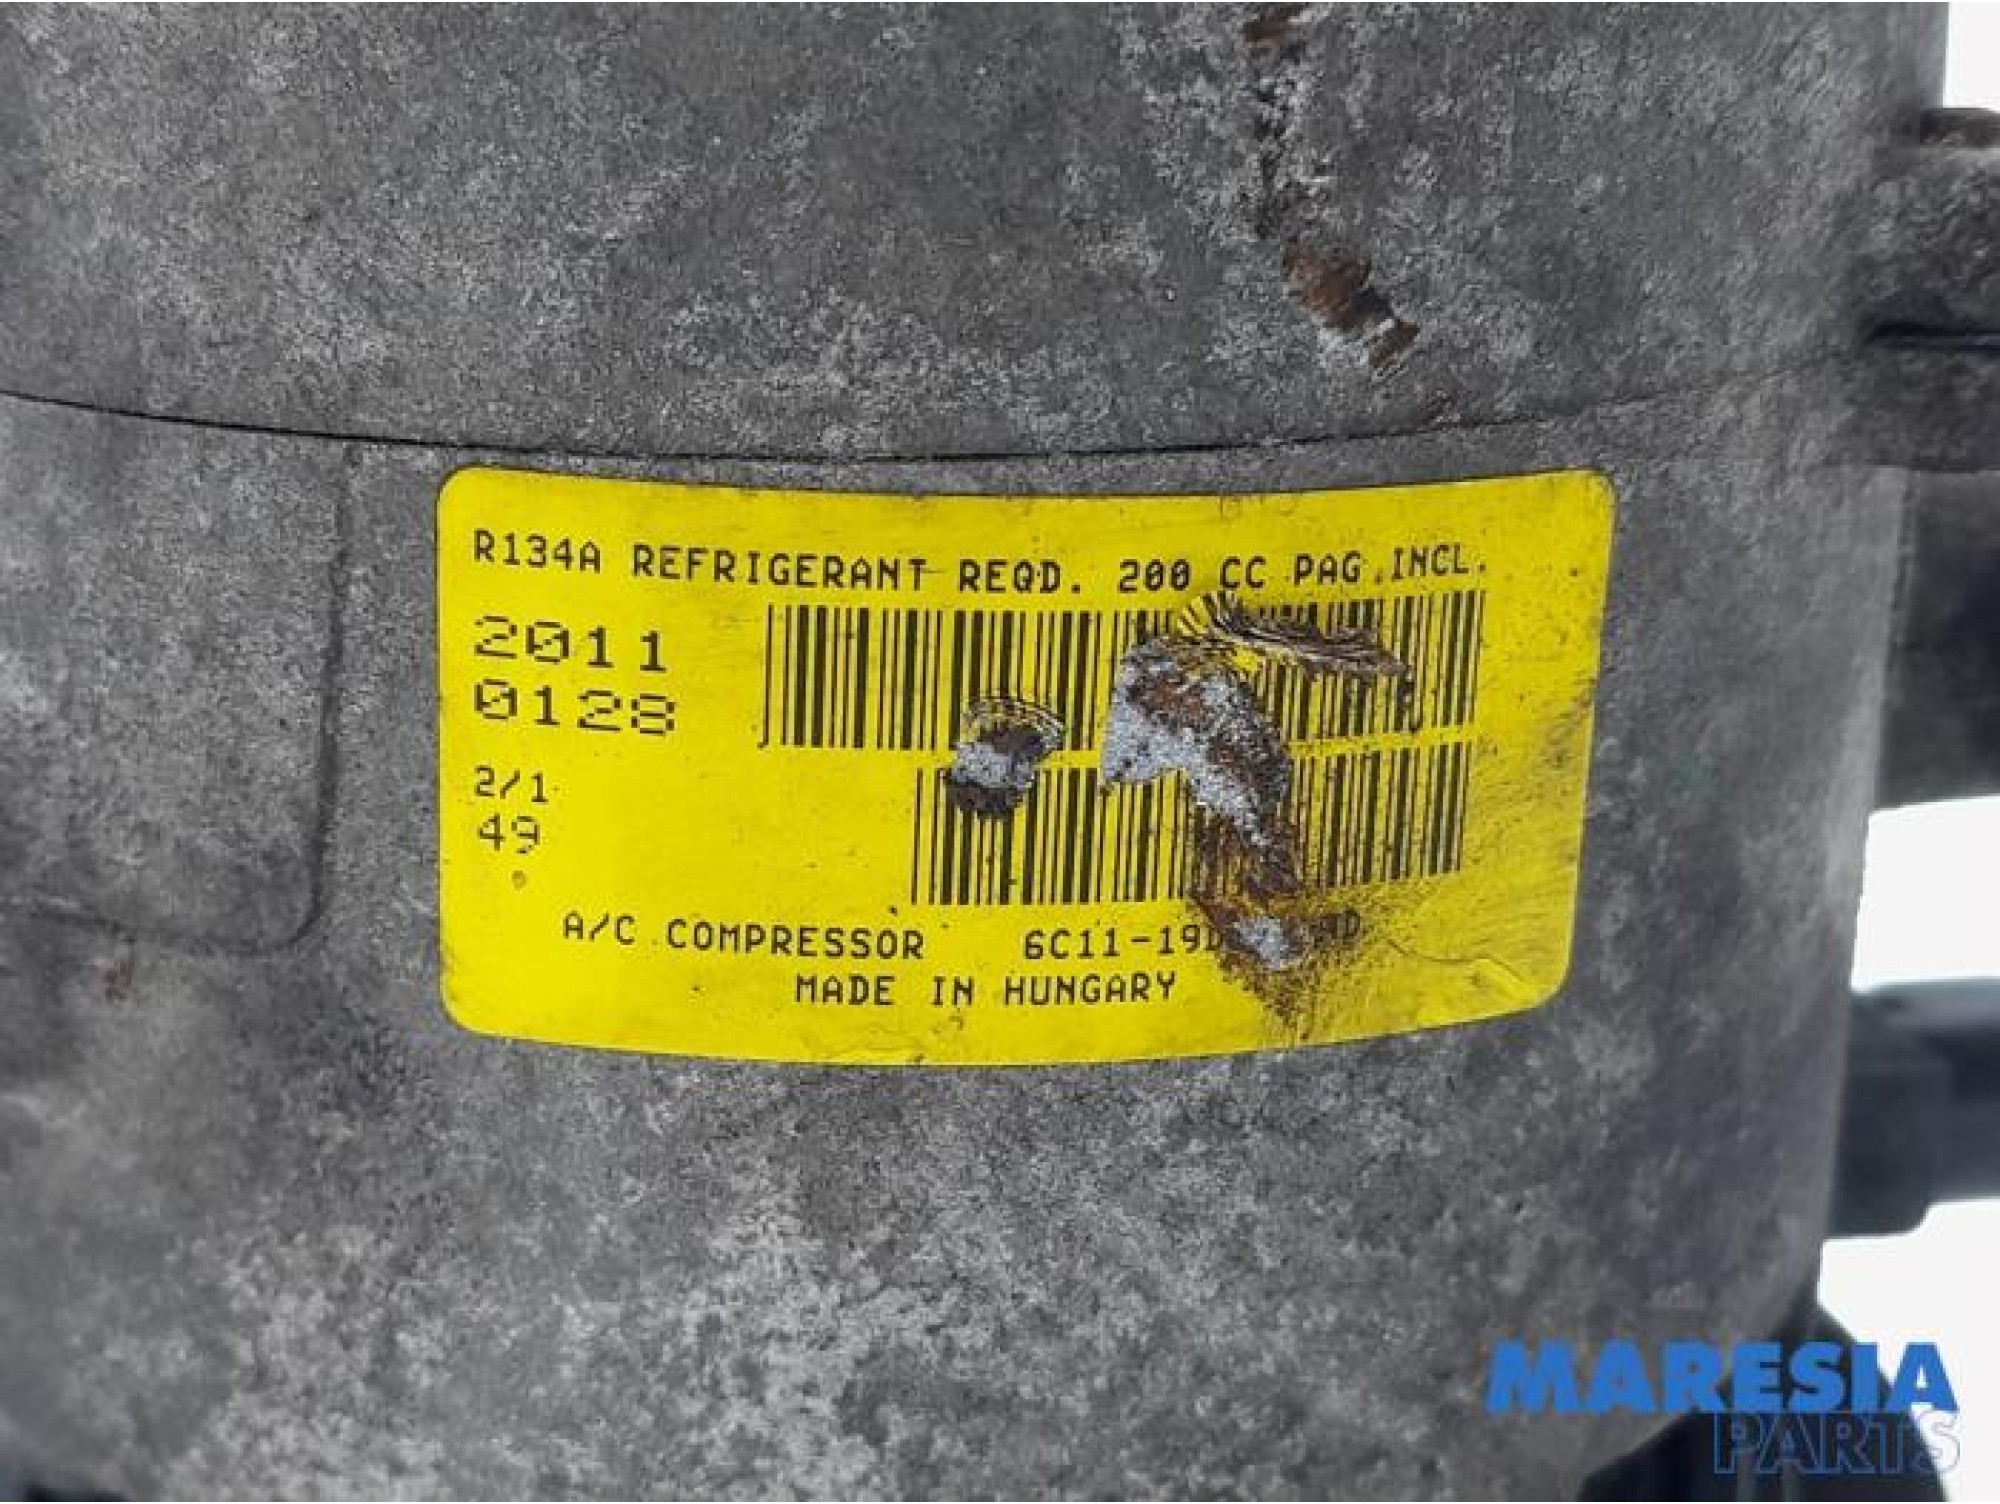 R134A REFRIGERANT REQD. 200 CC PAG INCL.
2011
0128
2/1
49
A/C COMPRESSOR
MADE IN HUNGARY
MARESIA
PARTS